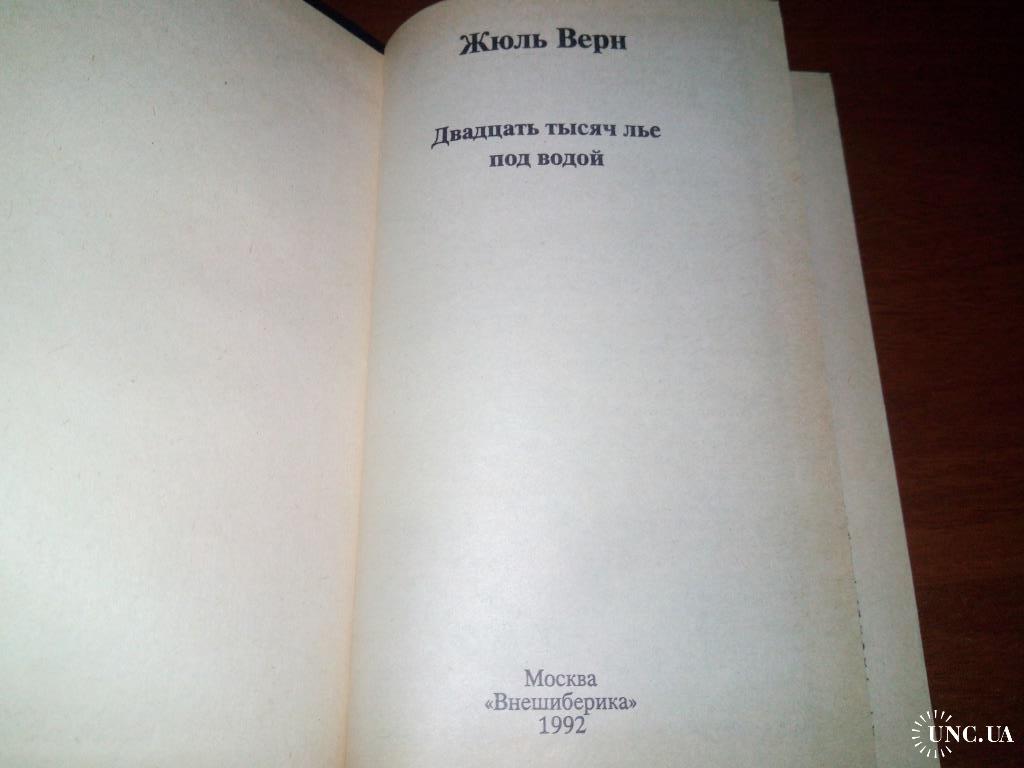 Жюль Верн
Двадцать тысяч лье
под водой
Москва
«Внешиберика»
1992
UNC.UA